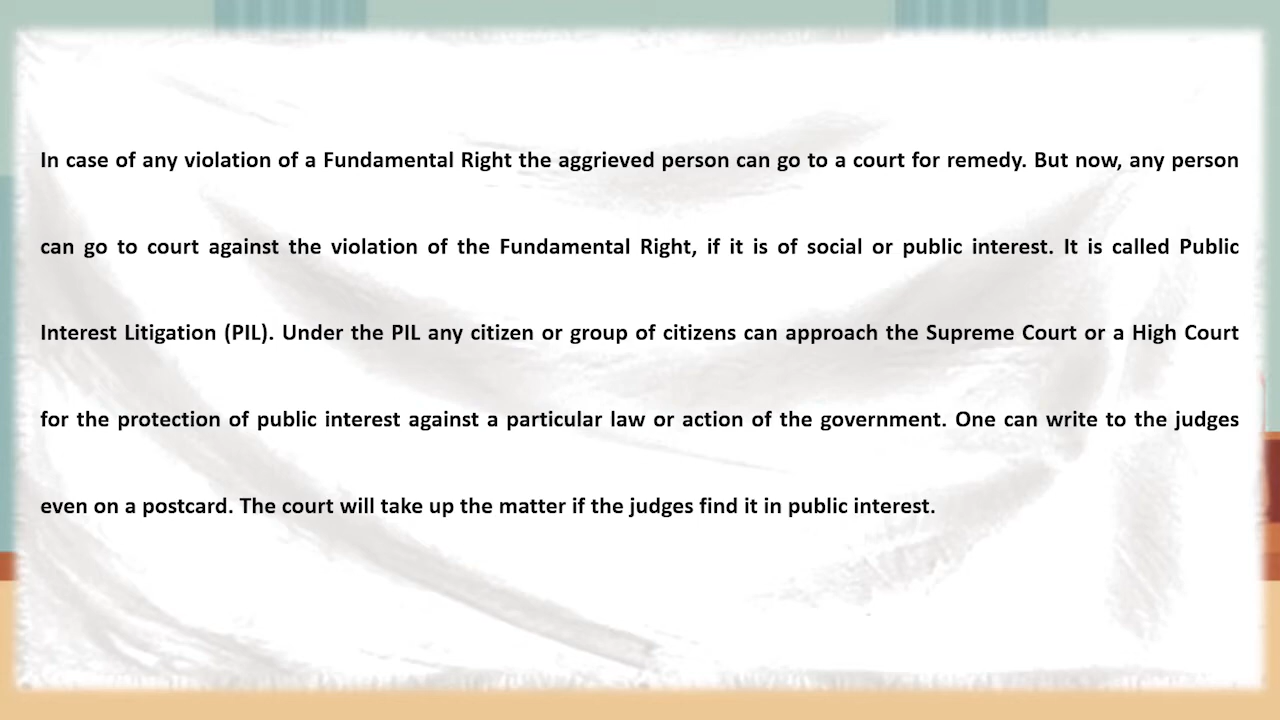 In case of any violation of a Fundamental Right the aggrieved person can go to a court for remedy. But now, any person
can go to court against the violation of the Fundamental Right, if it is of social or public interest. It is called Public
Interest Litigation (PIL). Under the PIL any citizen or group of citizens can approach the Supreme Court or a High Court
for the protection of public interest against a particular law or action of the government. One can write to the judges
even on a postcard. The court will take up the matter if the judges find it in public interest.